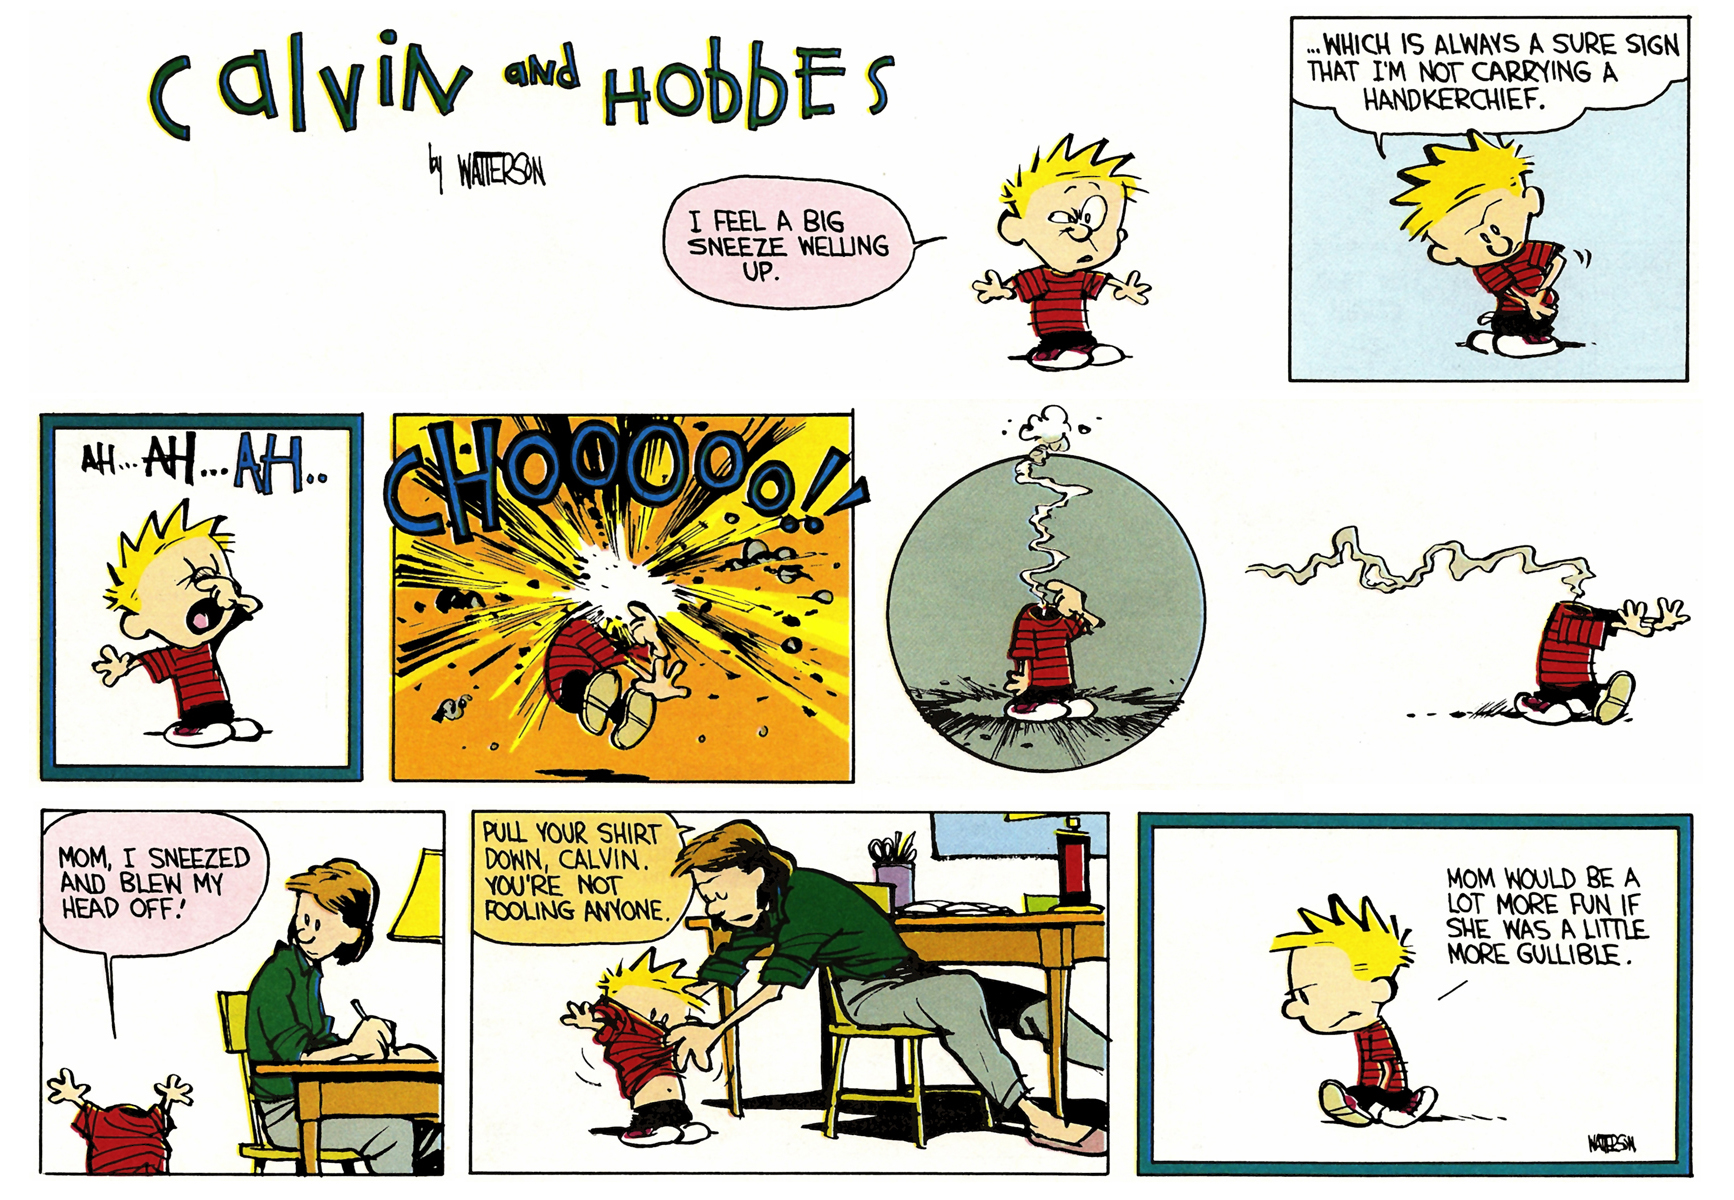 CALVIN AND HOBBES
by WATTERSON
I FEEL A BIG
SNEEZE WELLING
UP.
...WHICH IS ALWAYS A SURE SIGN
THAT I'M NOT CARRYING A
HANDKERCHIEF.
AH... AH... AH..
CHOOOOOO!
MOM, I SNEEZED
AND BLEW MY
HEAD OFF!
PULL YOUR SHIRT
DOWN, CALVIN.
YOU'RE NOT
FOOLING ANYONE.
MOM WOULD BE A
LOT MORE FUN IF
SHE WAS A LITTLE
MORE GULLIBLE.
WATTERSON